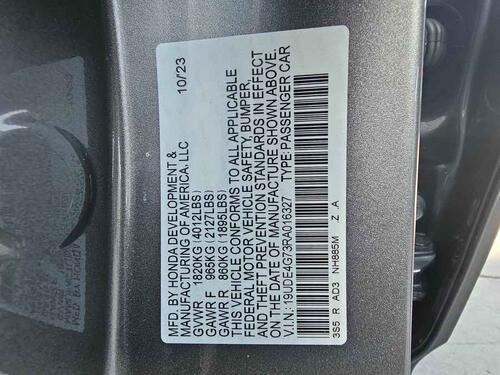 MFD. BY HONDA DEVELOPMENT & 10/23
MANUFACTURING OF AMERICA, LLC
GVWR 1820KG (4012LBS)
GAWR F 965KG (2127LBS)
GAWR R 860KG (1895LBS)
THIS VEHICLE CONFORMS TO ALL APPLICABLE
FEDERAL MOTOR VEHICLE SAFETY, BUMPER,
AND THEFT PREVENTION STANDARDS IN EFFECT
ON THE DATE OF MANUFACTURE SHOWN ABOVE.
V.I.N.: 19UDE4G73RA016327 TYPE:PASSENGER CAR
3S5 R AD3 NH885M Z .A